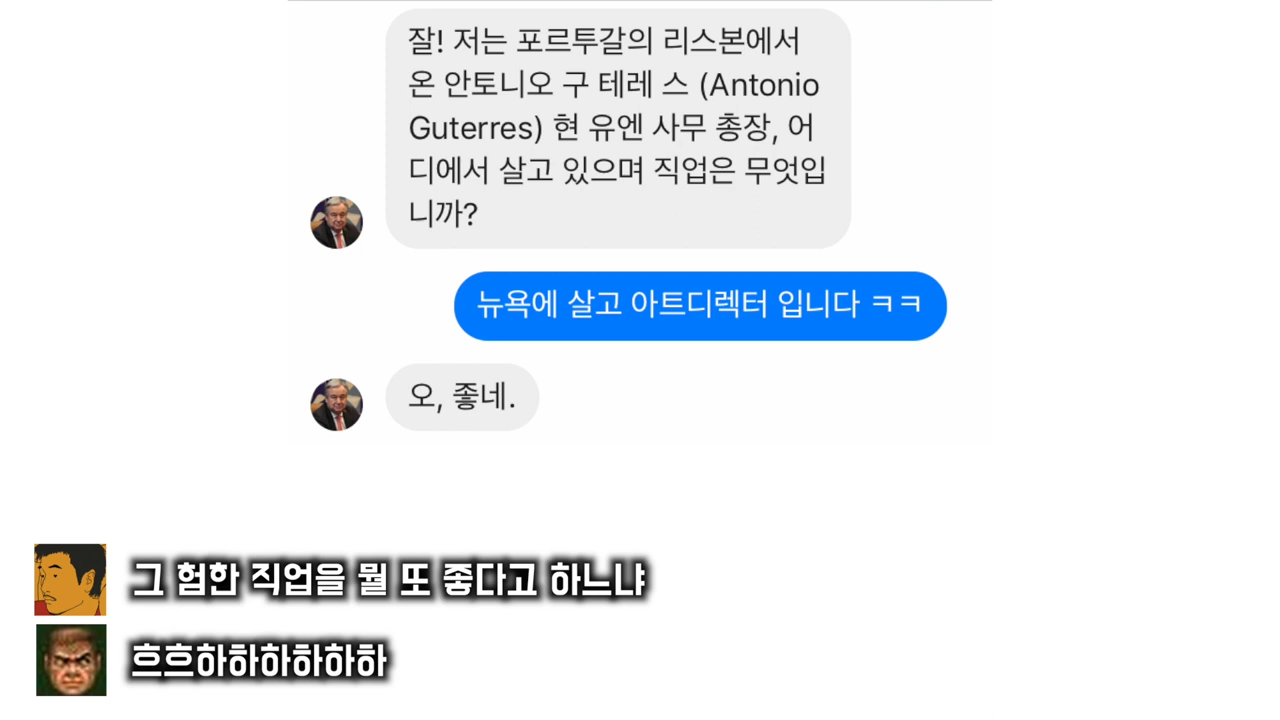 잘! 저는 포르투갈의 리스본에서
온 안토니오 구 테레 스 (Antonio
Guterres) 현 유엔 사무 총장, 어
디에서 살고 있으며 직업은 무엇입
니까?
뉴욕에 살고 아트디렉터 입니다 ㅋㅋ
오, 좋네.
그 험한 직업을 뭘 또 좋다고 하느냐
흐흐하하하하하하